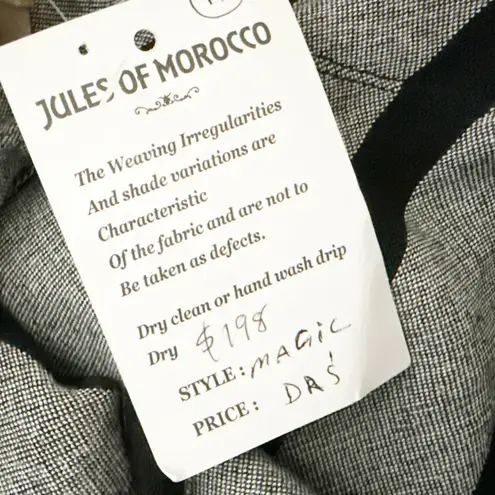 JULES OF MOROCCO
The Weaving Irregularities
And shade variations are
Characteristic
Of the fabric and are not to
Be taken as defects.
Dry clean or hand wash drip
Dry $198
STYLE: MAGIC
PRICE: DRS